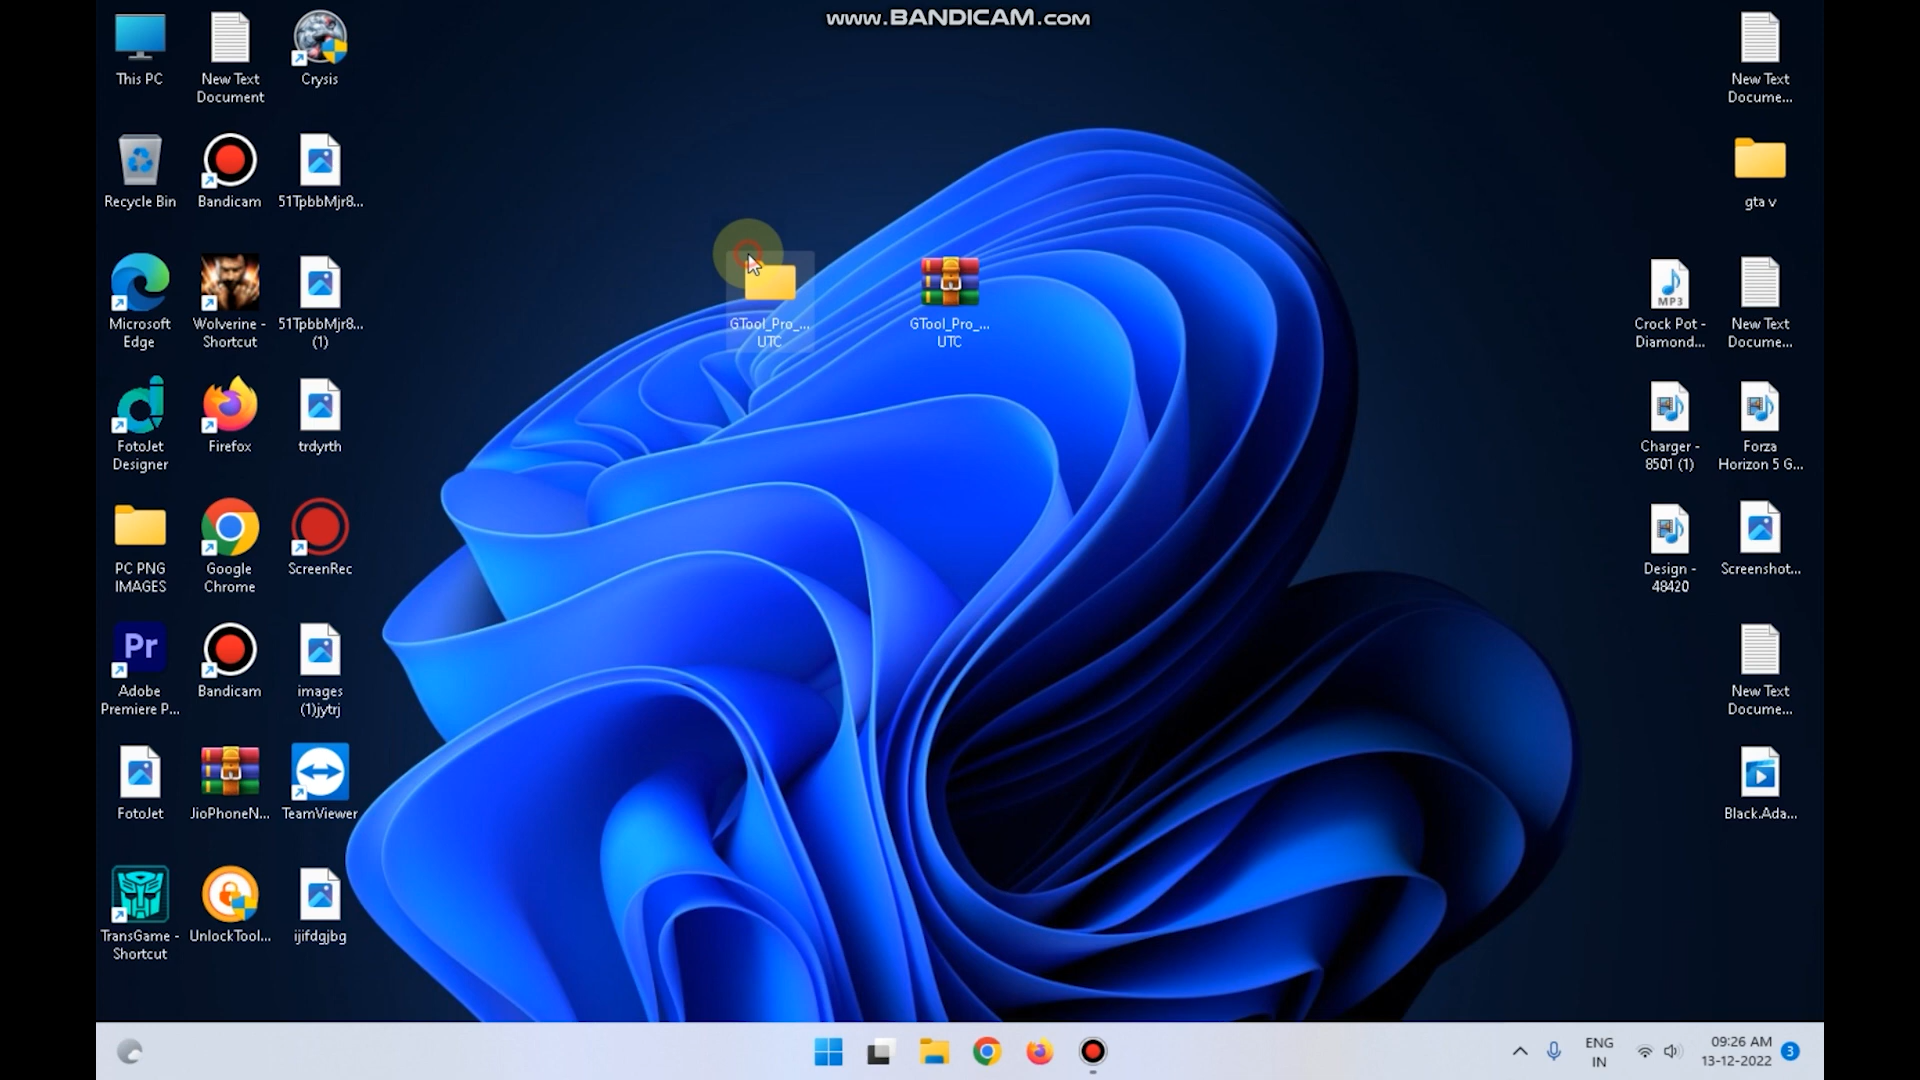 www.BANDICAM.com
This PC
New Text
Document
Crysis
Recycle Bin
Bandicam
51TpbbMjr8...
Microsoft
Edge
Wolverine -
Shortcut
51TpbbMjr8...
(1)
FotoJet
Designer
Firefox
trdyrth
PC PNG
IMAGES
Google
Chrome
ScreenRec
Pr
Adobe
Premiere P...
Bandicam
images
(1)jytrj
FotoJet
JioPhoneN...
TeamViewer
TransGame -
Shortcut
UnlockTool...
ijifdgjbg
GTool_Pro_...
UTC
GTool_Pro_...
UTC
New Text
Docume...
gta v
MP3
Crock Pot -
Diamond...
New Text
Docume...
Charger -
8501 (1)
Forza
Horizon 5 G...
Design -
48420
Screenshot...
New Text
Docume...
Black.Ada...
ENG
IN
09:26 AM
13-12-2022
3